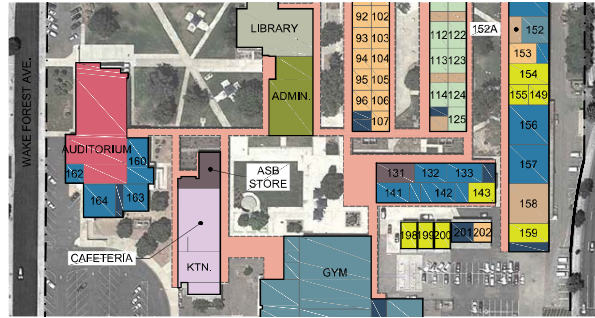 LIBRARY
92 102
152A
152
93 103
112 122
153
94 104
113 123
154
WAKE FOREST AVE.
95 105
ADMIN.
96 106
114 124
155 149
107
125
156
AUDITORIUM
160
162
ASB
STORE
131 132 133
157
164 163
141 142 143
158
198 199 200 201 202
159
CAFETERIA
KTN.
GYM